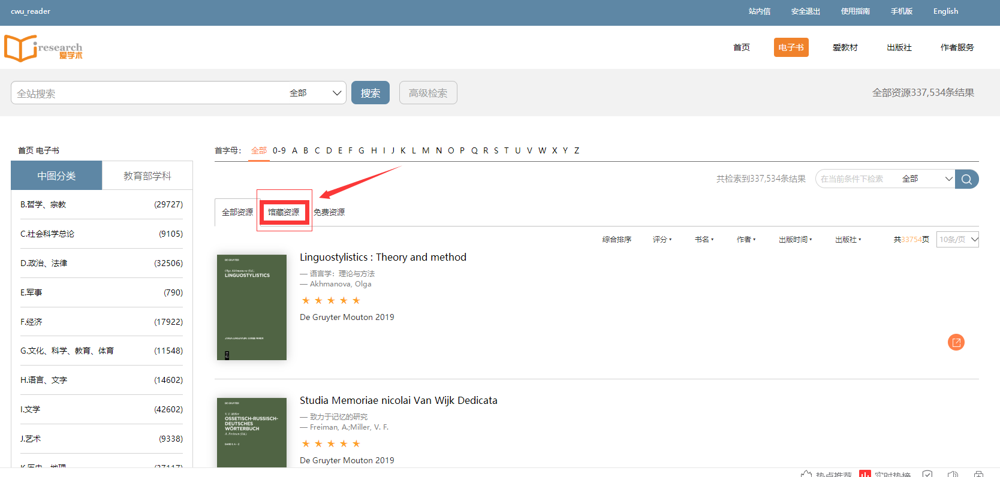 cwu_reader
站内信 安全退出 使用指南 手机版 English
iresearch
爱学术
首页 电子书 爱教材 出版社 作者服务
全站搜索 全部 搜索 高级检索 全部资源337,534条结果
首页 电子书
首字母： 全部 0-9 A B C D E F G H I J K L M N O P Q R S T U V W X Y Z
中图分类 教育部学科
共检索到337,534条结果 在当前条件下检索 全部
B.哲学、宗教 (29727)
C.社会科学总论 (9105)
D.政治、法律 (32506)
E.军事 (790)
F.经济 (17922)
G.文化、科学、教育、体育 (11548)
H.语言、文字 (14602)
I.文学 (42602)
J.艺术 (9338)
K.历史、地理 (37117)
全部资源 馆藏资源 免费资源
综合排序 评分 书名 作者 出版时间 出版社 共33754页 10条/页
DE GRUYTER
Olga Akhmanova (Ed.)
LINGUOSTYLISTICS
JANUA LINGUARUM. SERIES MINOR
Linguostylistics : Theory and method
— 语言学：理论与方法
— Akhmanova, Olga
De Gruyter Mouton 2019
DE GRUYTER
V. F. Miller
OSSETISCH-RUSSISCH-
DEUTSCHES
WÖRTERBUCH
A. Freiman (Ed.)
BAND I: A - Z
Studia Memoriae nicolai Van Wijk Dedicata
— 致力于记忆的研究
— Freiman, A.;Miller, V. F.
De Gruyter Mouton 2019
热点推荐 实时热榜